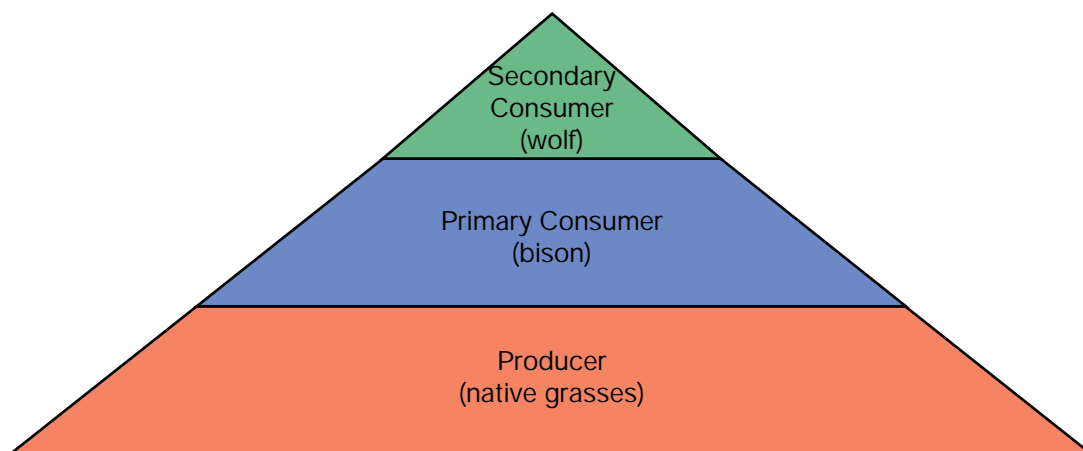 Secondary
Consumer
(wolf)
Primary Consumer
(bison)
Producer
(native grasses)